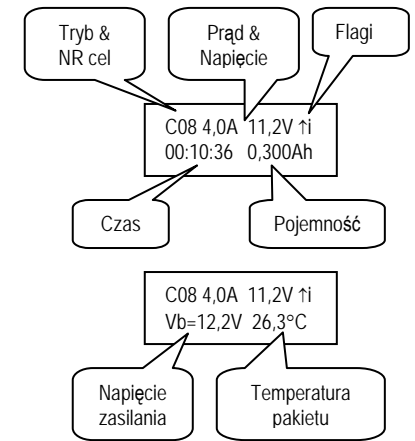 Tryb &
NR cel
Prąd &
Napięcie
Flagi
C08 4,0A 11,2V ↑i
00:10:36 0,300Ah
Czas
Pojemność
C08 4,0A 11,2V ↑i
Vb=12,2V 26,3°C
Napięcie
zasilania
Temperatura
pakietu